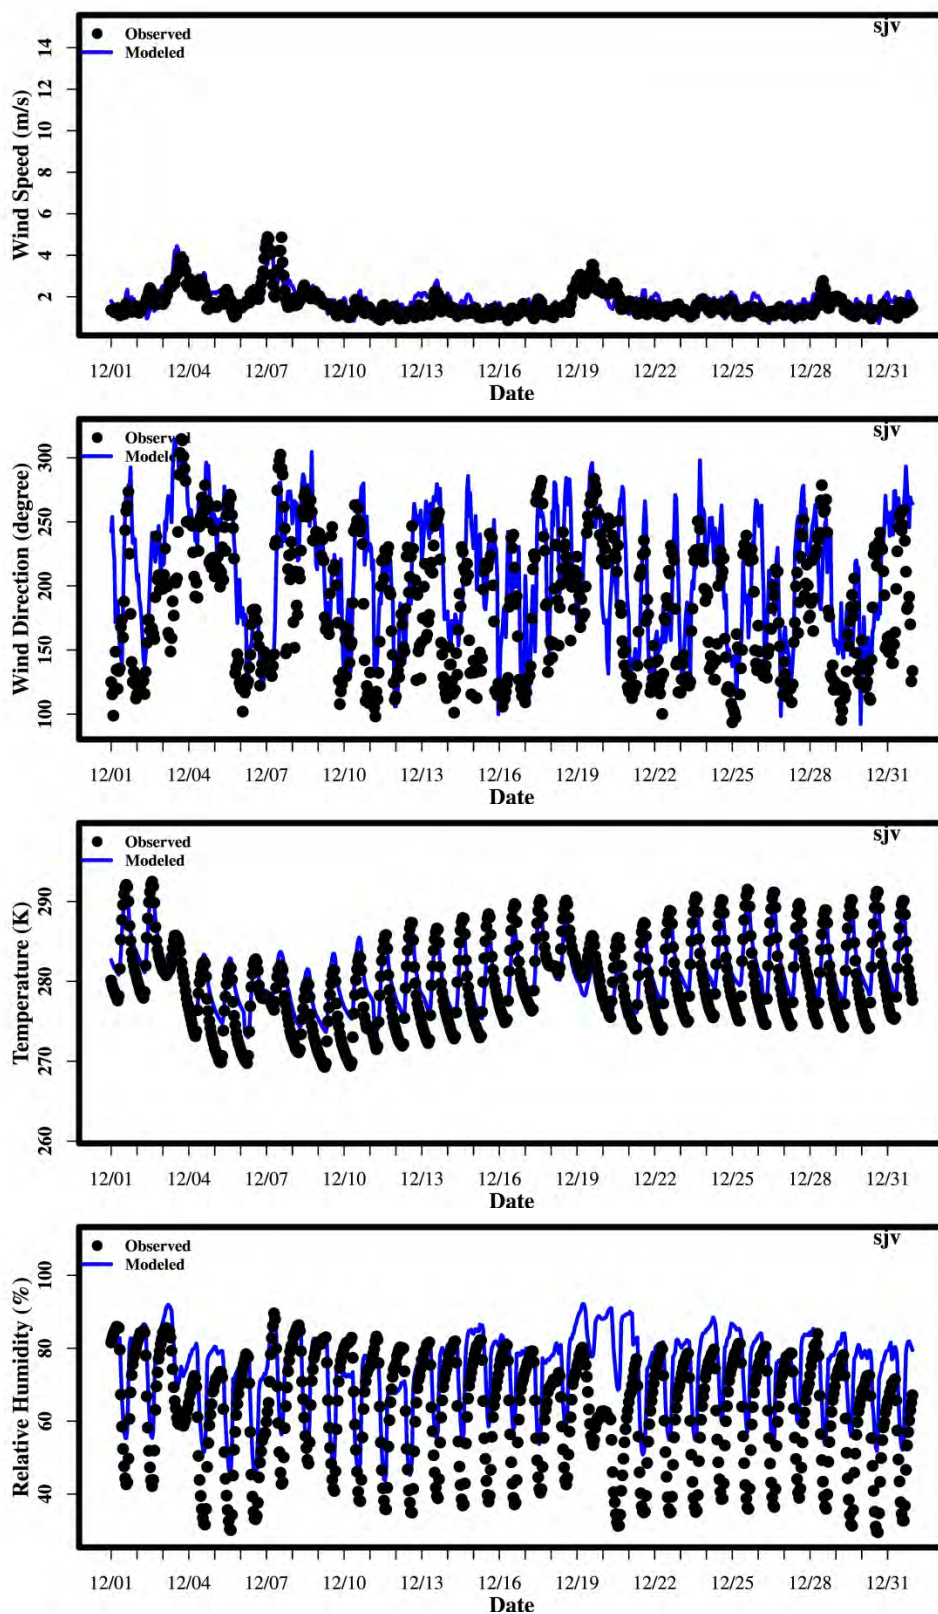 sjv
Observed
Modeled
Wind Speed (m/s)
14
12
10
8
6
4
2
12/01 12/04 12/07 12/10 12/13 12/16 12/19 12/22 12/25 12/28 12/31
Date
sjv
Observed
Modeled
Wind Direction (degree)
300
250
200
150
100
12/01 12/04 12/07 12/10 12/13 12/16 12/19 12/22 12/25 12/28 12/31
Date
sjv
Observed
Modeled
Temperature (K)
290
280
270
260
12/01 12/04 12/07 12/10 12/13 12/16 12/19 12/22 12/25 12/28 12/31
Date
sjv
Observed
Modeled
Relative Humidity (%)
100
80
60
40
12/01 12/04 12/07 12/10 12/13 12/16 12/19 12/22 12/25 12/28 12/31
Date